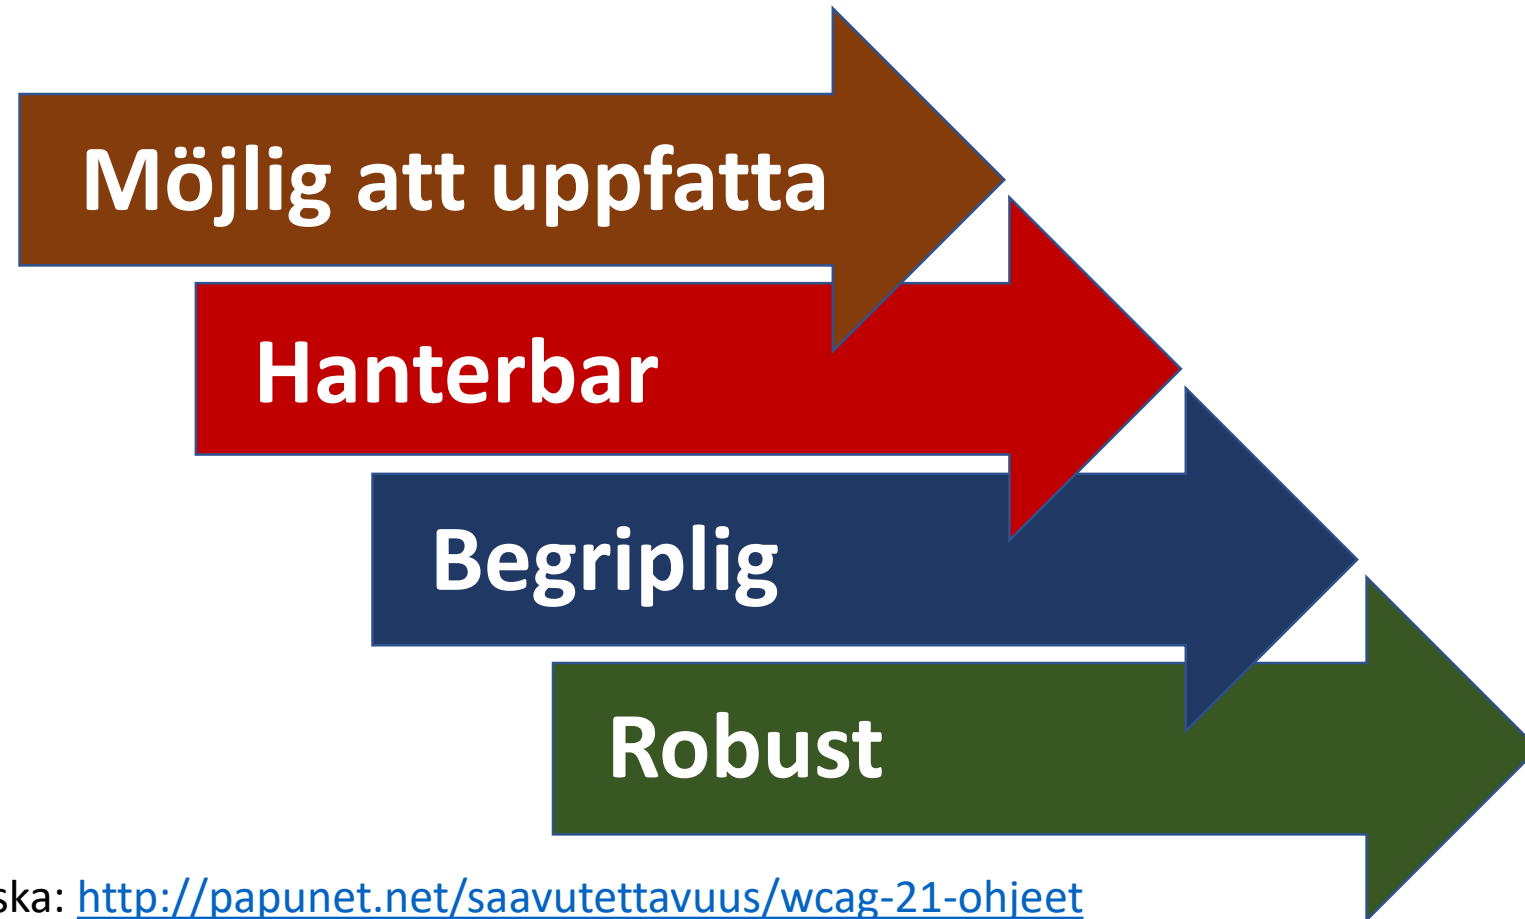 Möjlig att uppfatta
Hanterbar
Begriplig
Robust
ska: http://papunet.net/saavutettavuus/wcag-21-ohjeet